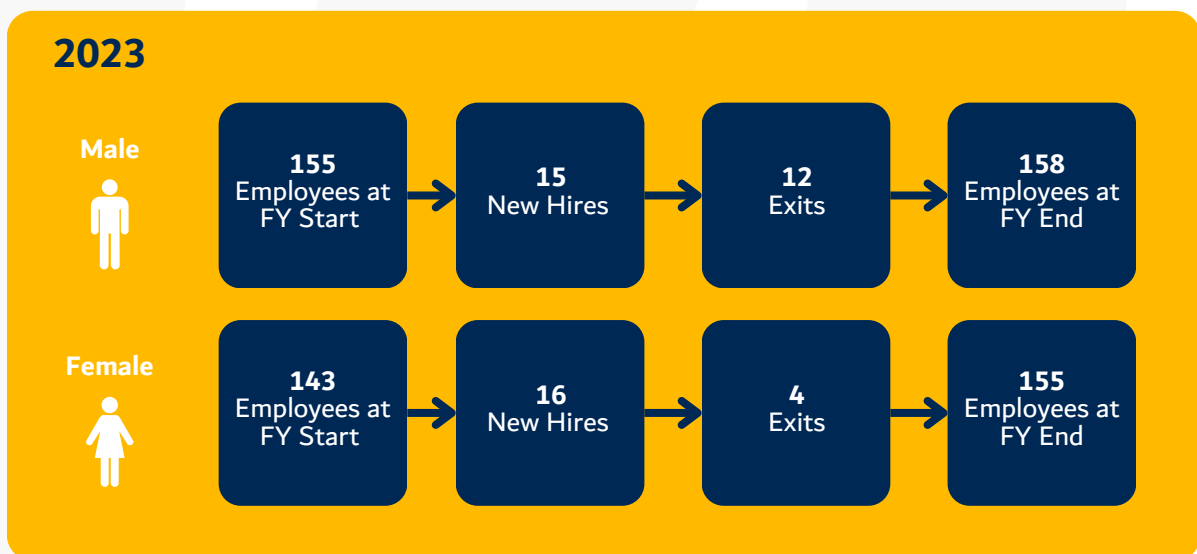 2023
Male
155
Employees at
FY Start
15
New Hires
12
Exits
158
Employees at
FY End
Female
143
Employees at
FY Start
16
New Hires
4
Exits
155
Employees at
FY End